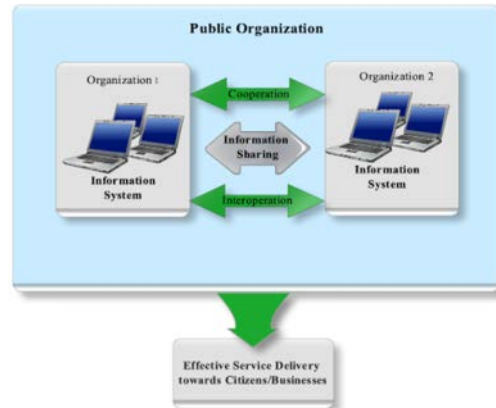 Public Organization
Organization 1
Organization 2
Cooperation
Information
Sharing
Interoperation
Information
System
Information
System
Effective Service Delivery
towards Citizens/Businesses